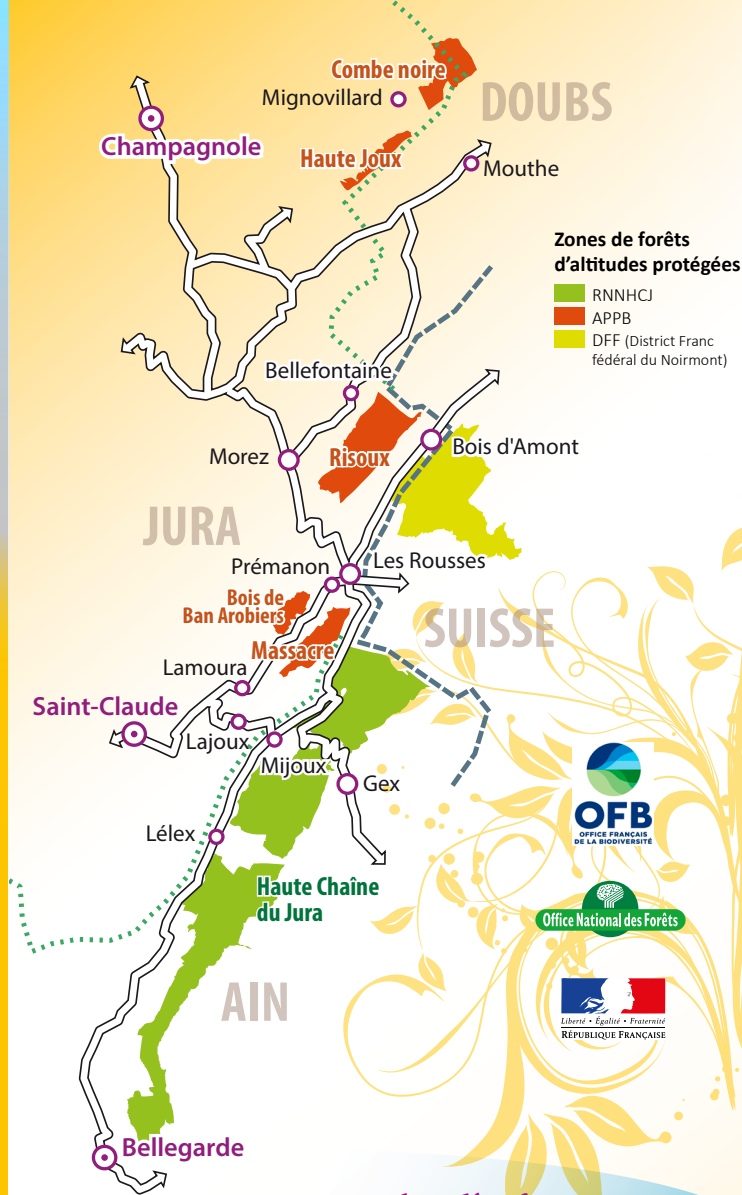 Combe noire
Mignovillard
DOUBS
Champagnole
Haute Joux
Mouthe
Zones de forêts
d'altitudes protégées
RNNHCJ
APPB
DFF (District Franc
fédéral du Noirmont)
Bellefontaine
Morez
Risoux
Bois d'Amont
JURA
Prémanon
Les Rousses
Bois de
Ban Arobiers
SUISSE
Massacre
Lamoura
Saint-Claude
Lajoux
Mijoux
Gex
Lélex
OFB
OFFICE FRANÇAIS
DE LA BIODIVERSITÉ
Haute Chaîne
du Jura
Office National des Forêts
AIN
Liberté • Égalité • Fraternité
RÉPUBLIQUE FRANÇAISE
Bellegarde